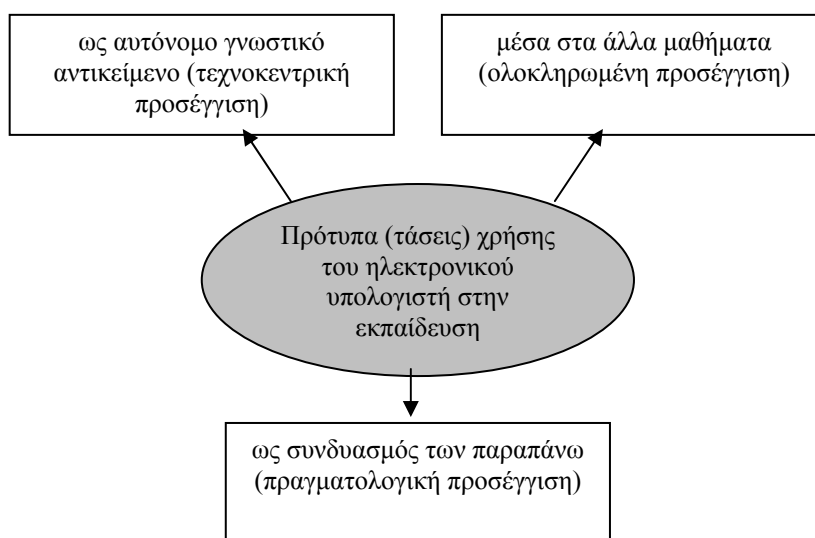 ως αυτόνομο γνωστικό
αντικείμενο (τεχνοκεντρική
προσέγγιση)
μέσα στα άλλα μαθήματα
(ολοκληρωμένη προσέγγιση)
Πρότυπα (τάσεις) χρήσης
του ηλεκτρονικού
υπολογιστή στην
εκπαίδευση
ως συνδυασμός των παραπάνω
(πραγματολογική προσέγγιση)